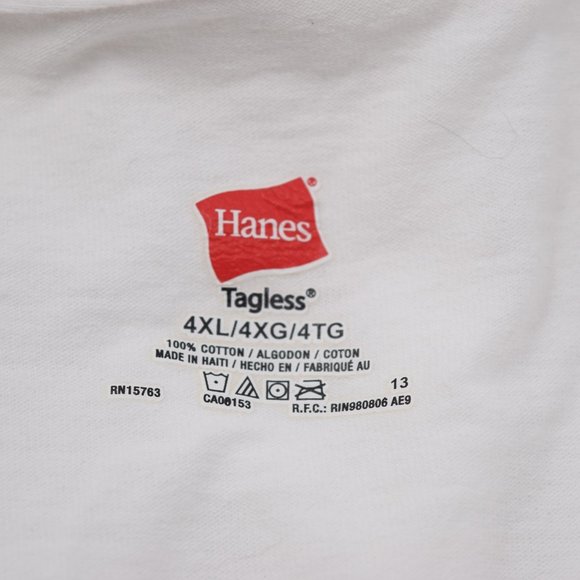 Hanes®
Tagless®
4XL/4XG/4TG
100% COTTON / ALGODON / COTON
MADE IN HAITI / HECHO EN / FABRIQUÉ AU
RN15763
CA00153
13
R.F.C.: RIN980806 AE9